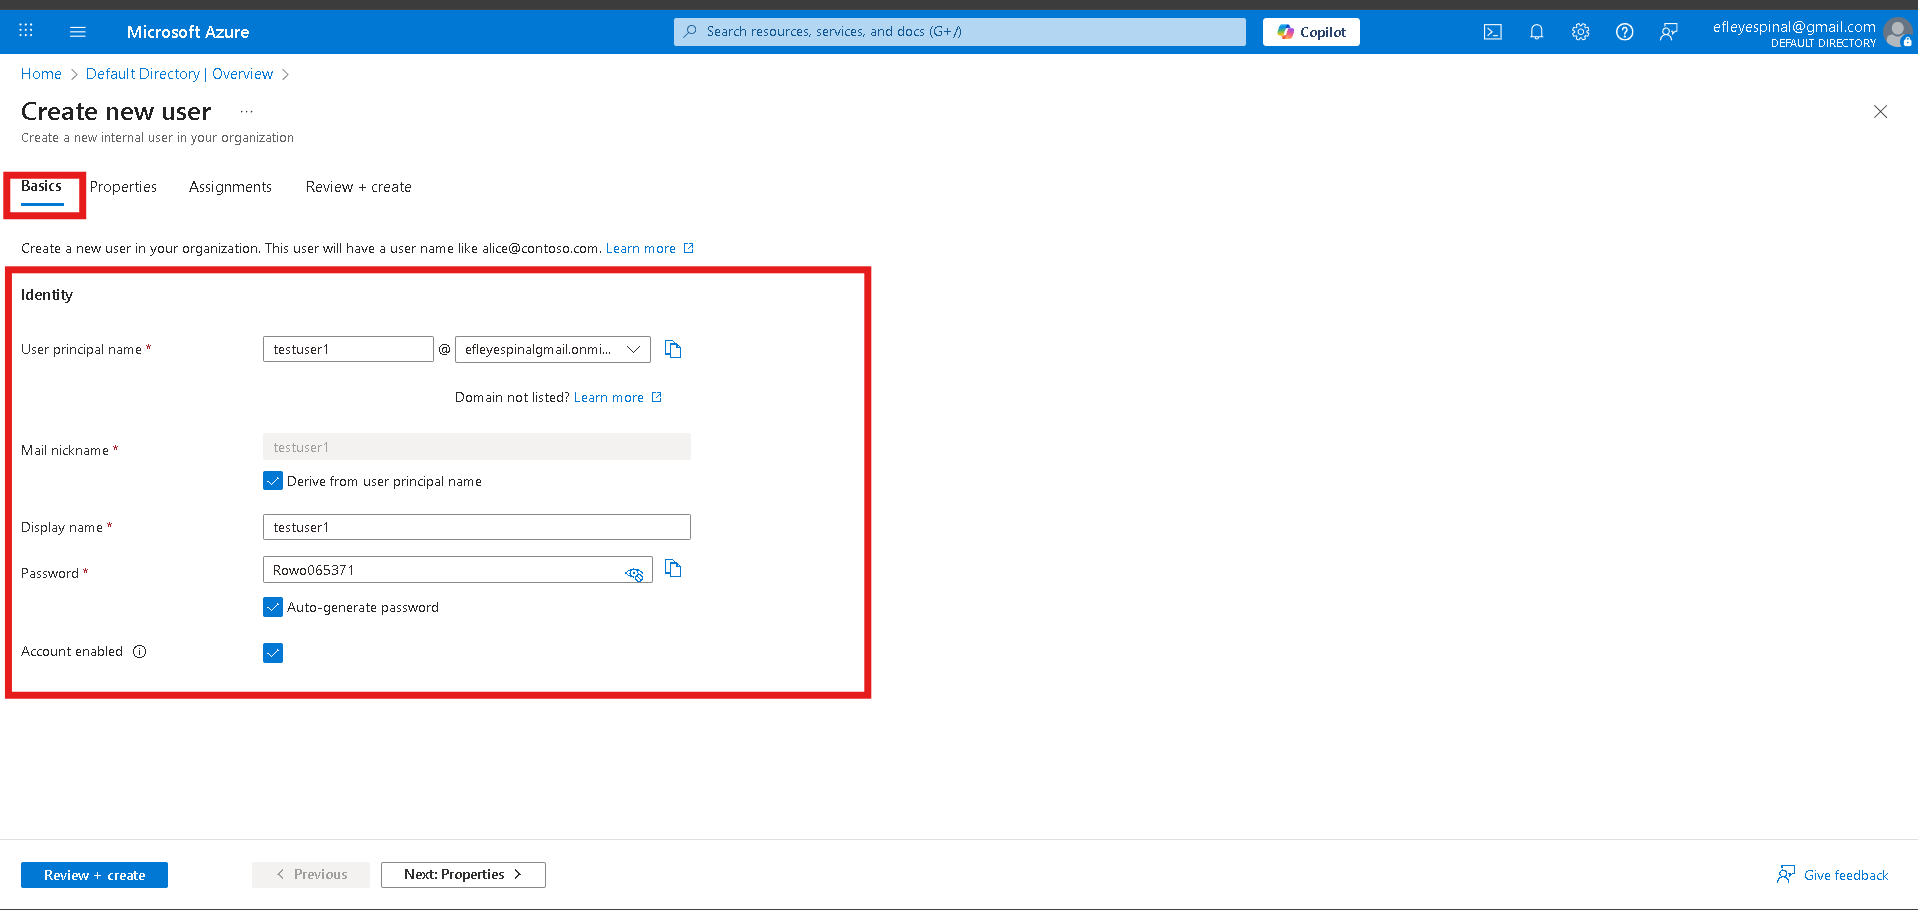 Microsoft Azure
Search resources, services, and docs (G+/)
Copilot
efleyespinal@gmail.com
DEFAULT DIRECTORY
Home > Default Directory | Overview >
Create new user ...
Create a new internal user in your organization
Basics Properties Assignments Review + create
Create a new user in your organization. This user will have a user name like alice@contoso.com. Learn more
Identity
User principal name *
testuser1 @ efleyespinalgmail.onmi...
Domain not listed? Learn more
Mail nickname *
testuser1
Derive from user principal name
Display name *
testuser1
Password *
Rowo065371
Auto-generate password
Account enabled
Review + create
< Previous
Next: Properties >
Give feedback